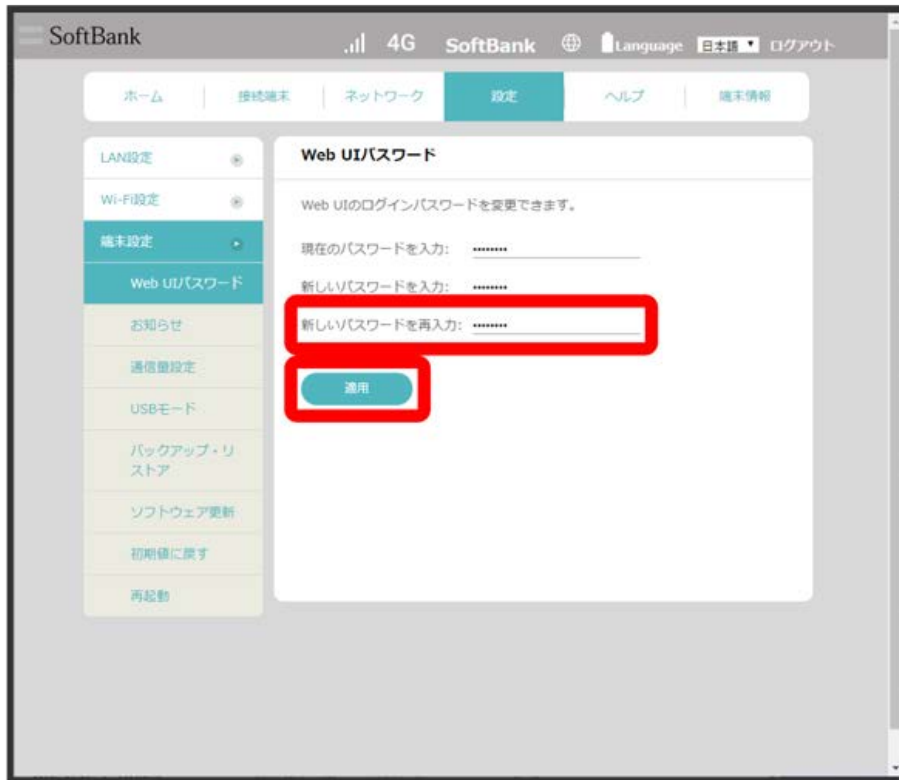 SoftBank
4G SoftBank Language 日本語 ログアウト
ホーム 接続端末 ネットワーク 設定 ヘルプ 端末情報
LAN設定
Wi-Fi設定
端末設定
Web UIパスワード
お知らせ
通信量設定
USBモード
バックアップ・リ
ストア
ソフトウェア更新
初期値に戻す
再起動
Web UIパスワード
Web UIのログインパスワードを変更できます。
現在のパスワードを入力: ••••••••
新しいパスワードを入力: ••••••••
新しいパスワードを再入力: ••••••••
適用